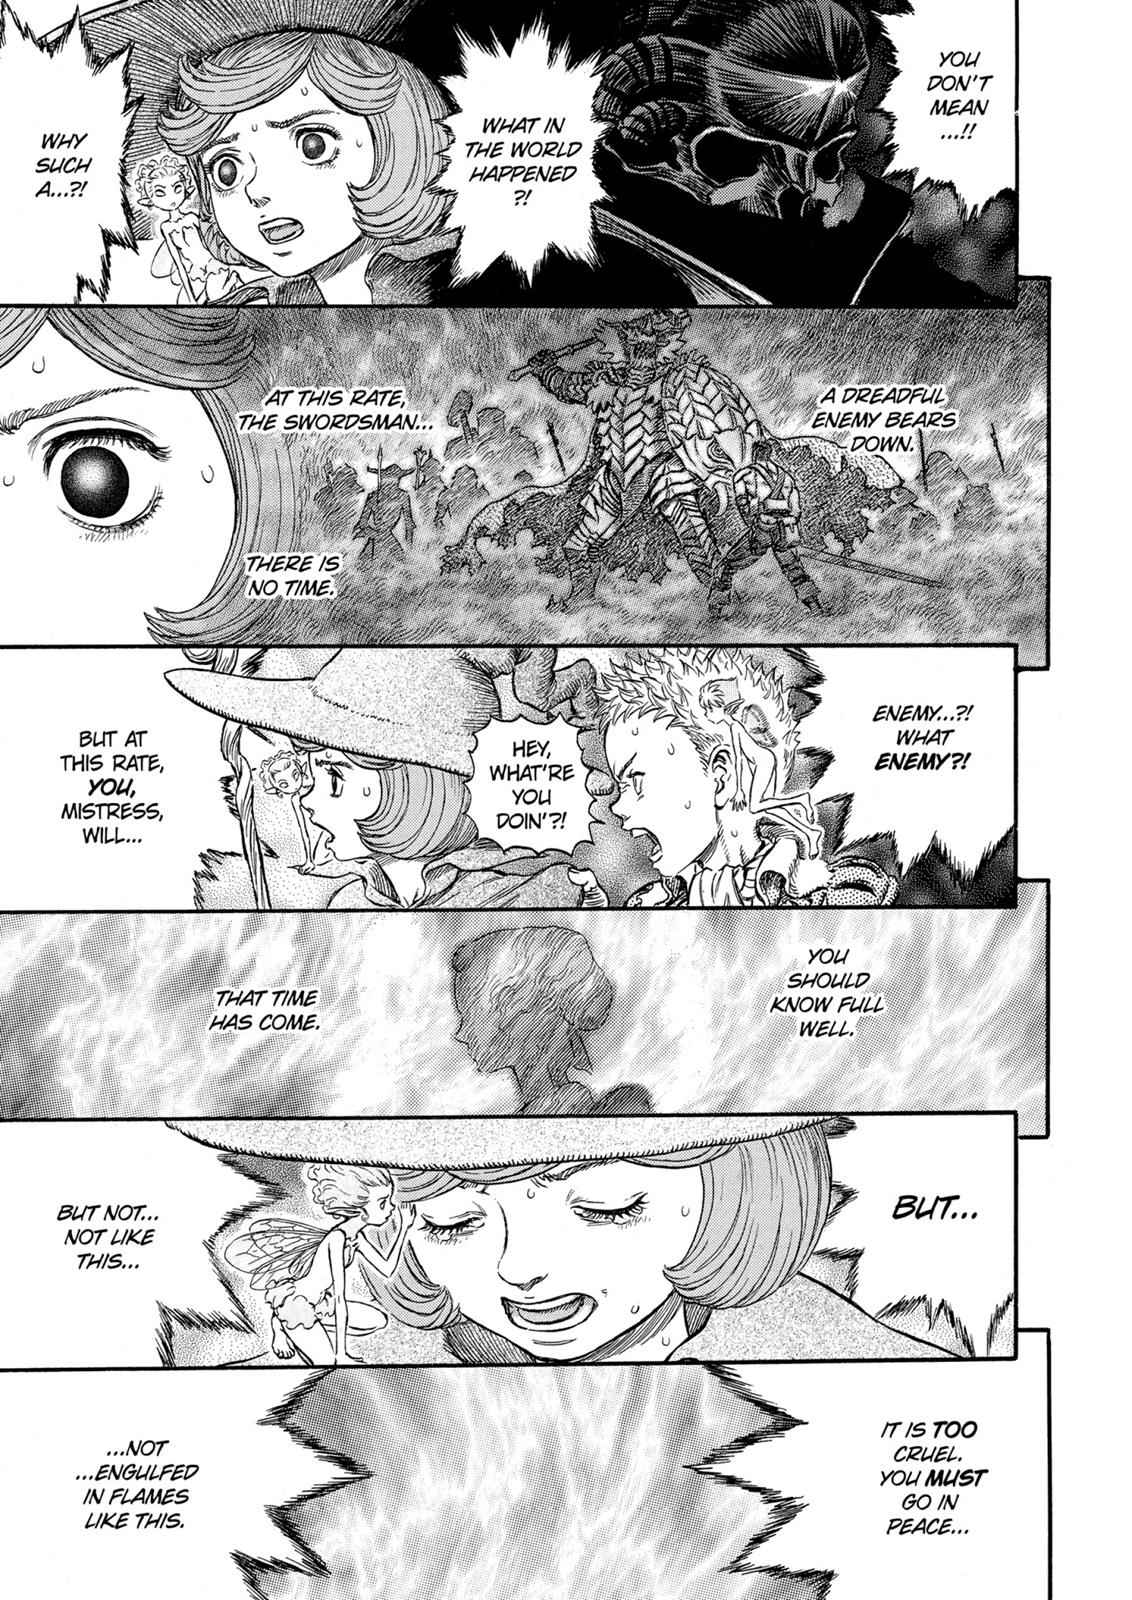 YOU
DON'T
MEAN
...!!
WHAT IN
THE WORLD
HAPPENED
?!
WHY
SUCH
A...?!
A DREADFUL
ENEMY BEARS
DOWN.
AT THIS RATE,
THE SWORDSMAN...
THERE IS
NO TIME.
ENEMY...?!
WHAT
ENEMY?!
HEY,
WHAT'RE
YOU
DOIN'?!
BUT AT
THIS RATE,
YOU,
MISTRESS,
WILL...
YOU
SHOULD
KNOW FULL
WELL.
THAT TIME
HAS COME.
BUT...
BUT NOT...
NOT LIKE
THIS...
IT IS TOO
CRUEL.
YOU MUST
GO IN
PEACE...
...NOT
...ENGULFED
IN FLAMES
LIKE THIS.